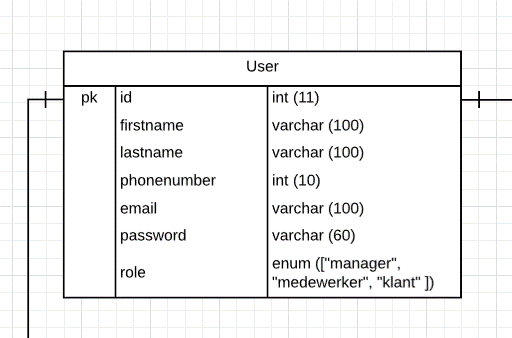 User
pk id int (11)
firstname varchar (100)
lastname varchar (100)
phonenumber int (10)
email varchar (100)
password varchar (60)
role enum (["manager",
"medewerker", "klant" ])